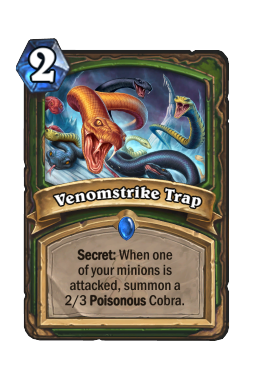 2
Venomstrike Trap
Secret: When one
of your minions is
attacked, summon a
2/3 Poisonous Cobra.